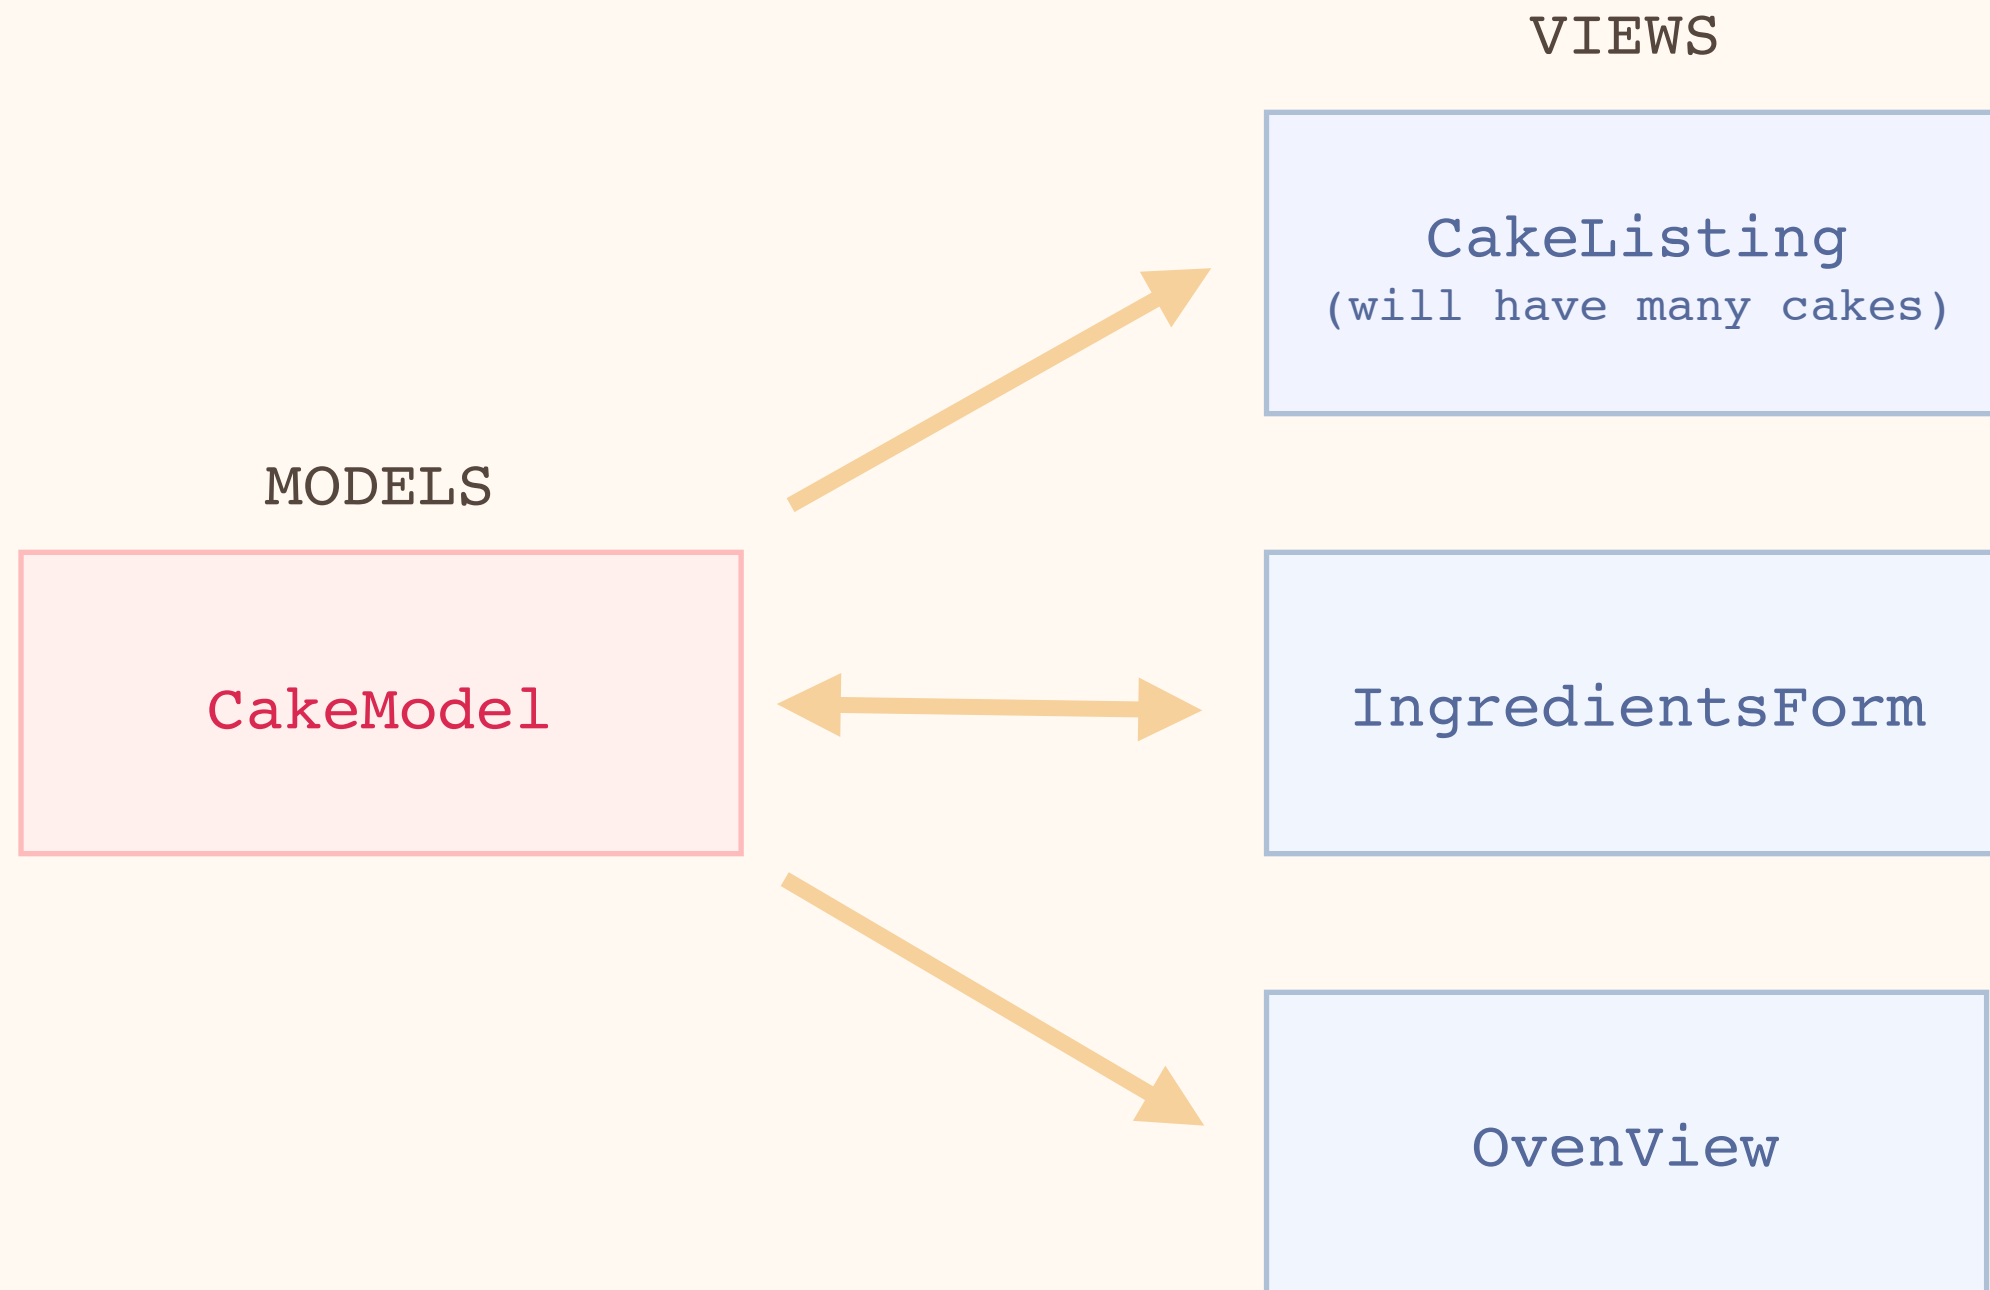 VIEWS
CakeListing
(will have many cakes)
MODELS
CakeModel
IngredientsForm
OvenView